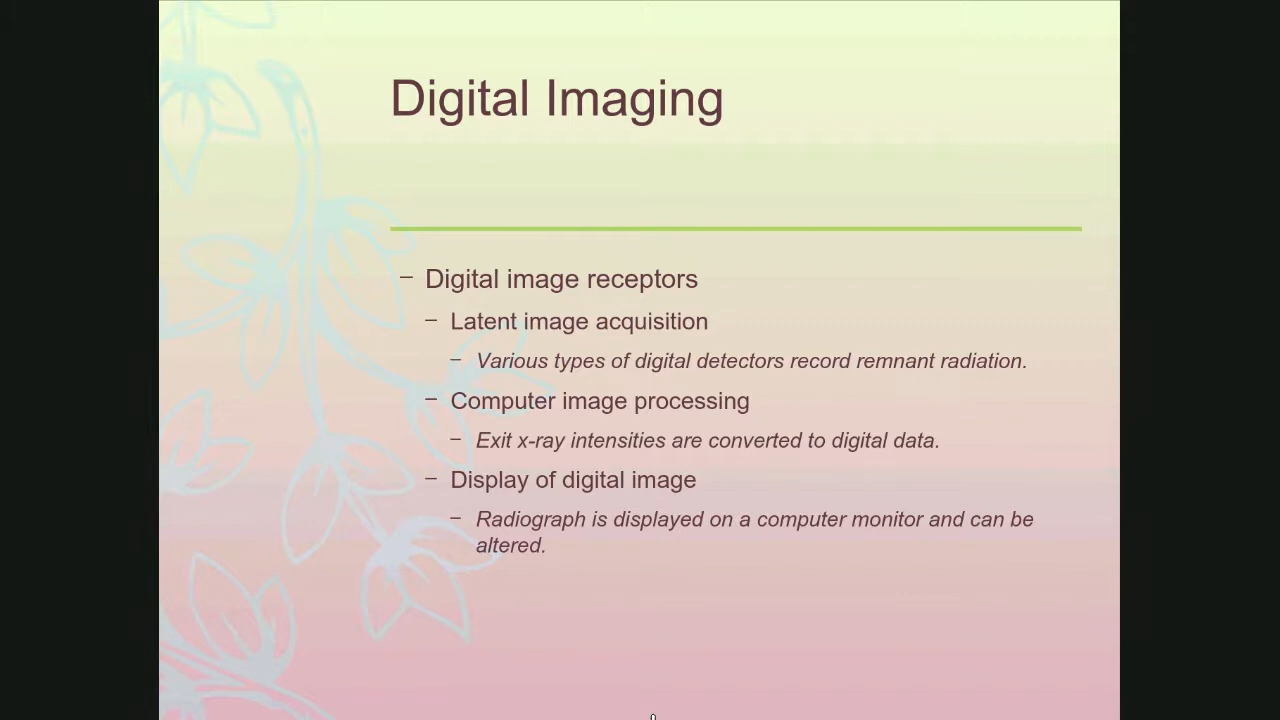 Digital Imaging
– Digital image receptors
– Latent image acquisition
– Various types of digital detectors record remnant radiation.
– Computer image processing
– Exit x-ray intensities are converted to digital data.
– Display of digital image
– Radiograph is displayed on a computer monitor and can be
altered.